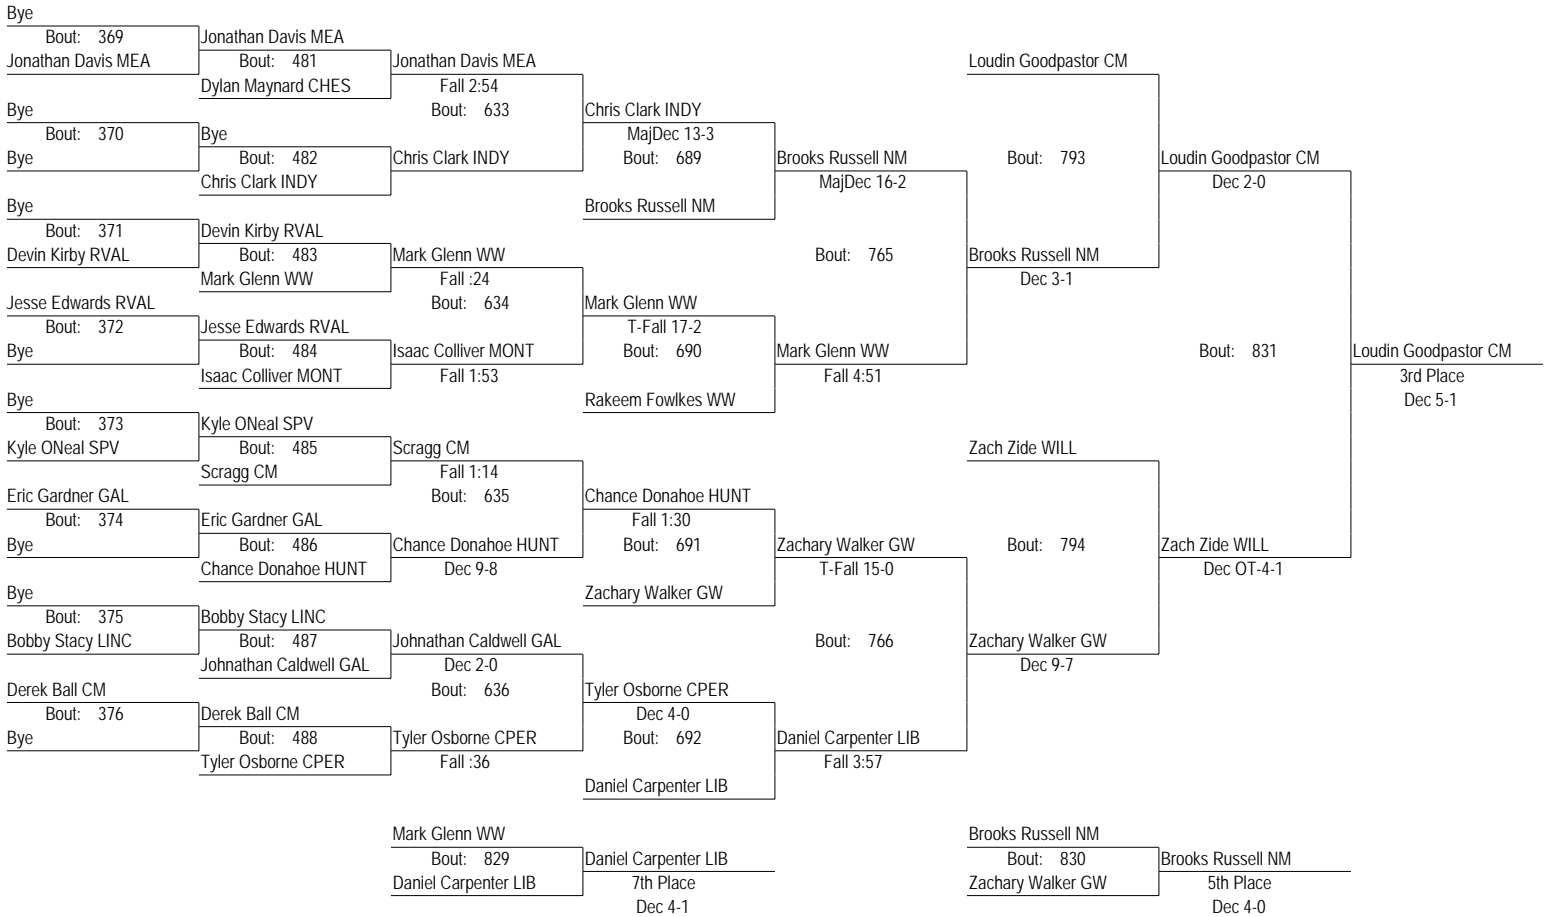 Bye
Bout: 369
Jonathan Davis MEA
Bye
Bout: 370
Bye
Bye
Bout: 371
Devin Kirby RVAL
Jesse Edwards RVAL
Bout: 372
Bye
Bye
Bout: 373
Kyle ONeal SPV
Eric Gardner GAL
Bout: 374
Bye
Bye
Bout: 375
Bobby Stacy LINC
Derek Ball CM
Bout: 376
Bye
Jonathan Davis MEA
Bout: 481
Dylan Maynard CHES
Bye
Bout: 482
Chris Clark INDY
Devin Kirby RVAL
Bout: 483
Mark Glenn WW
Jesse Edwards RVAL
Bout: 484
Isaac Colliver MONT
Kyle ONeal SPV
Bout: 485
Scragg CM
Eric Gardner GAL
Bout: 486
Chance Donahoe HUNT
Bobby Stacy LINC
Bout: 487
Johnathan Caldwell GAL
Derek Ball CM
Bout: 488
Tyler Osborne CPER
Jonathan Davis MEA
Fall 2:54
Bout: 633
Chris Clark INDY
Mark Glenn WW
Fall :24
Bout: 634
Isaac Colliver MONT
Fall 1:53
Scragg CM
Fall 1:14
Bout: 635
Chance Donahoe HUNT
Dec 9-8
Johnathan Caldwell GAL
Dec 2-0
Bout: 636
Tyler Osborne CPER
Fall :36
Chris Clark INDY
MajDec 13-3
Bout: 689
Brooks Russell NM
Mark Glenn WW
T-Fall 17-2
Bout: 690
Rakeem Fowlkes WW
Chance Donahoe HUNT
Fall 1:30
Bout: 691
Zachary Walker GW
Tyler Osborne CPER
Dec 4-0
Bout: 692
Daniel Carpenter LIB
Brooks Russell NM
MajDec 16-2
Bout: 765
Mark Glenn WW
Fall 4:51
Zachary Walker GW
T-Fall 15-0
Bout: 766
Daniel Carpenter LIB
Fall 3:57
Loudin Goodpastor CM
Bout: 793
Brooks Russell NM
Dec 3-1
Zach Zide WILL
Bout: 794
Zachary Walker GW
Dec 9-7
Loudin Goodpastor CM
Dec 2-0
Bout: 831
Zach Zide WILL
Dec OT-4-1
Loudin Goodpastor CM
3rd Place
Dec 5-1
Mark Glenn WW
Bout: 829
Daniel Carpenter LIB
Daniel Carpenter LIB
7th Place
Dec 4-1
Brooks Russell NM
Bout: 830
Zachary Walker GW
Brooks Russell NM
5th Place
Dec 4-0